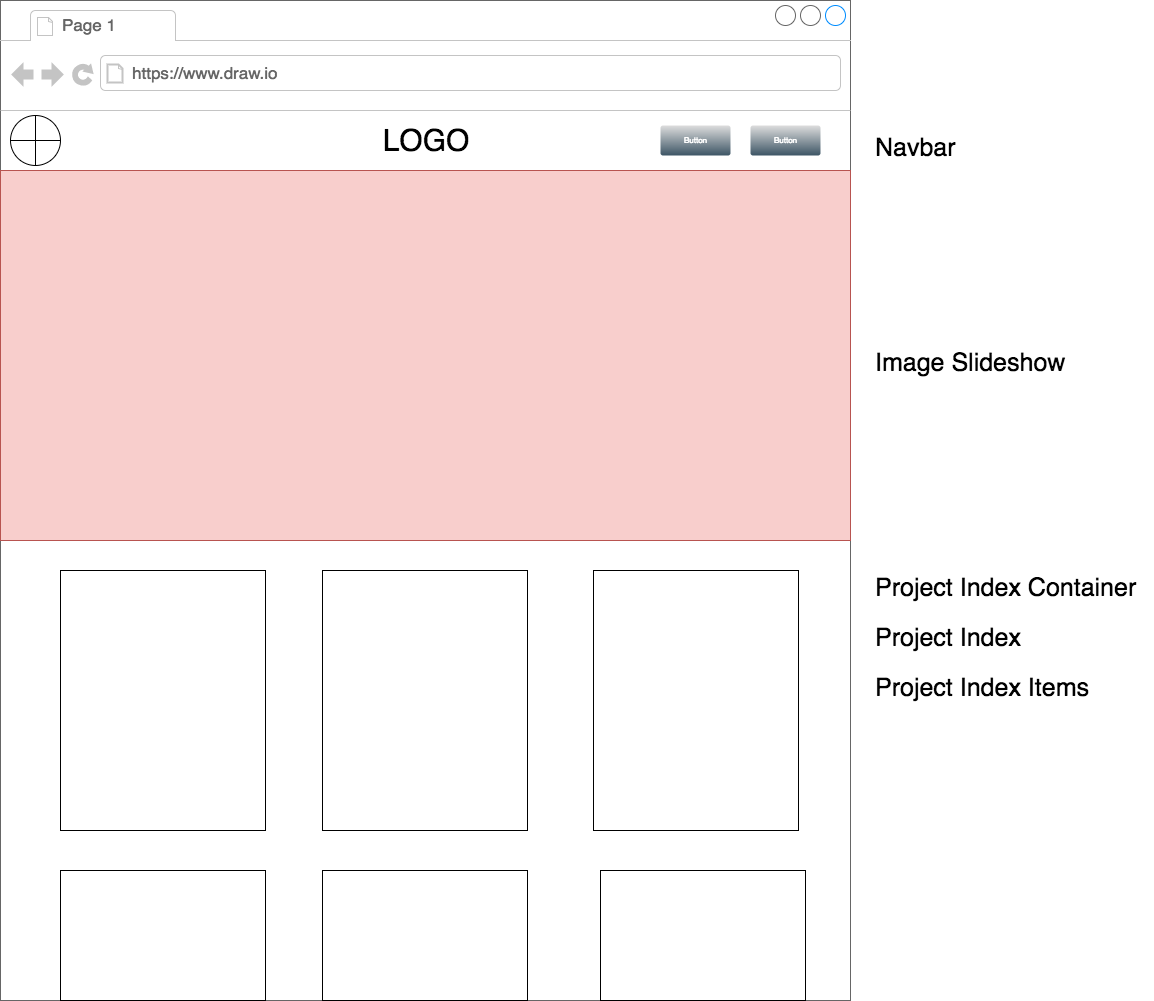 Page 1
https://www.draw.io
LOGO
Button
Button
Navbar
Image Slideshow
Project Index Container
Project Index
Project Index Items